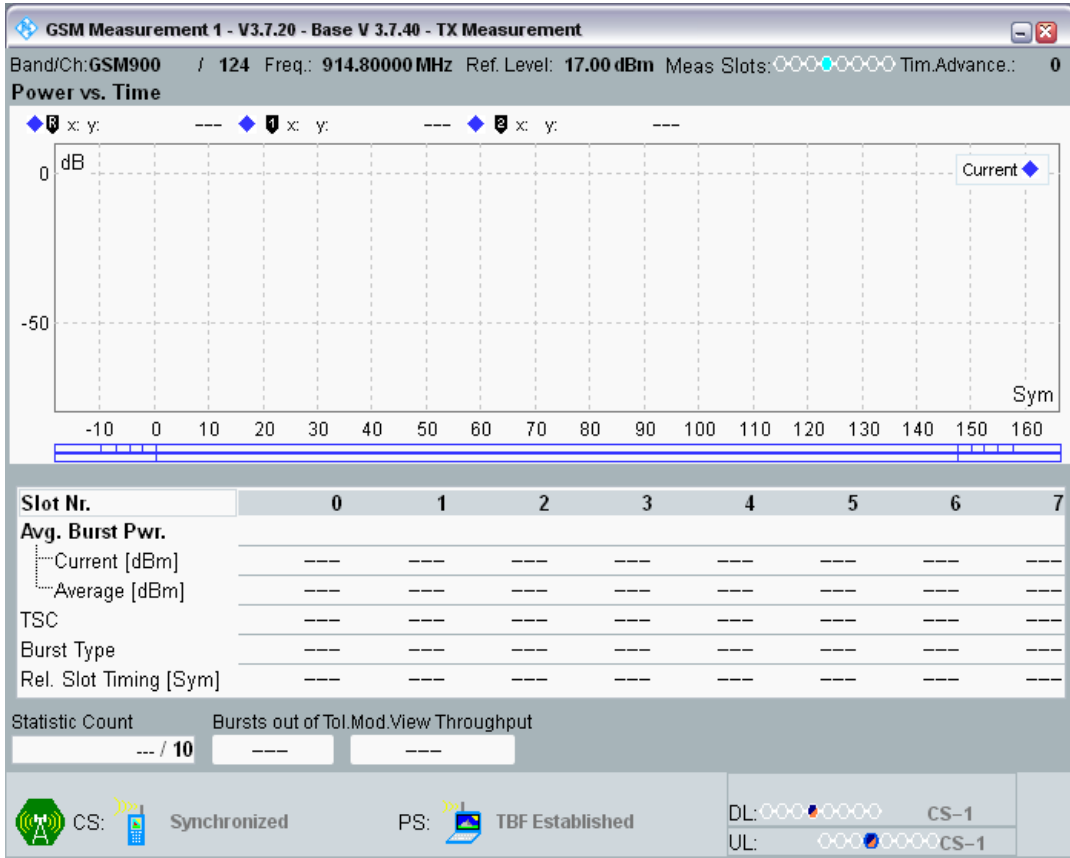 GSM Measurement 1 - V3.7.20 - Base V 3.7.40 - TX Measurement
Band/Ch:GSM900 / 124 Freq.: 914.80000 MHz Ref. Level: 17.00 dBm Meas Slots: Tim.Advance.: 0
Power vs. Time
R x: y: --- 1 x: y: --- 2 x: y: ---
dB
0
Current
-50
Sym
-10 0 10 20 30 40 50 60 70 80 90 100 110 120 130 140 150 160
Slot Nr. 0 1 2 3 4 5 6 7
Avg. Burst Pwr.
Current [dBm] --- --- --- --- --- --- --- ---
Average [dBm] --- --- --- --- --- --- --- ---
TSC --- --- --- --- --- --- --- ---
Burst Type --- --- --- --- --- --- --- ---
Rel. Slot Timing [Sym] --- --- --- --- --- --- --- ---
Statistic Count Bursts out of Tol.Mod.View Throughput
--- / 10 --- ---
CS: Synchronized PS: TBF Established
DL: CS-1
UL: CS-1